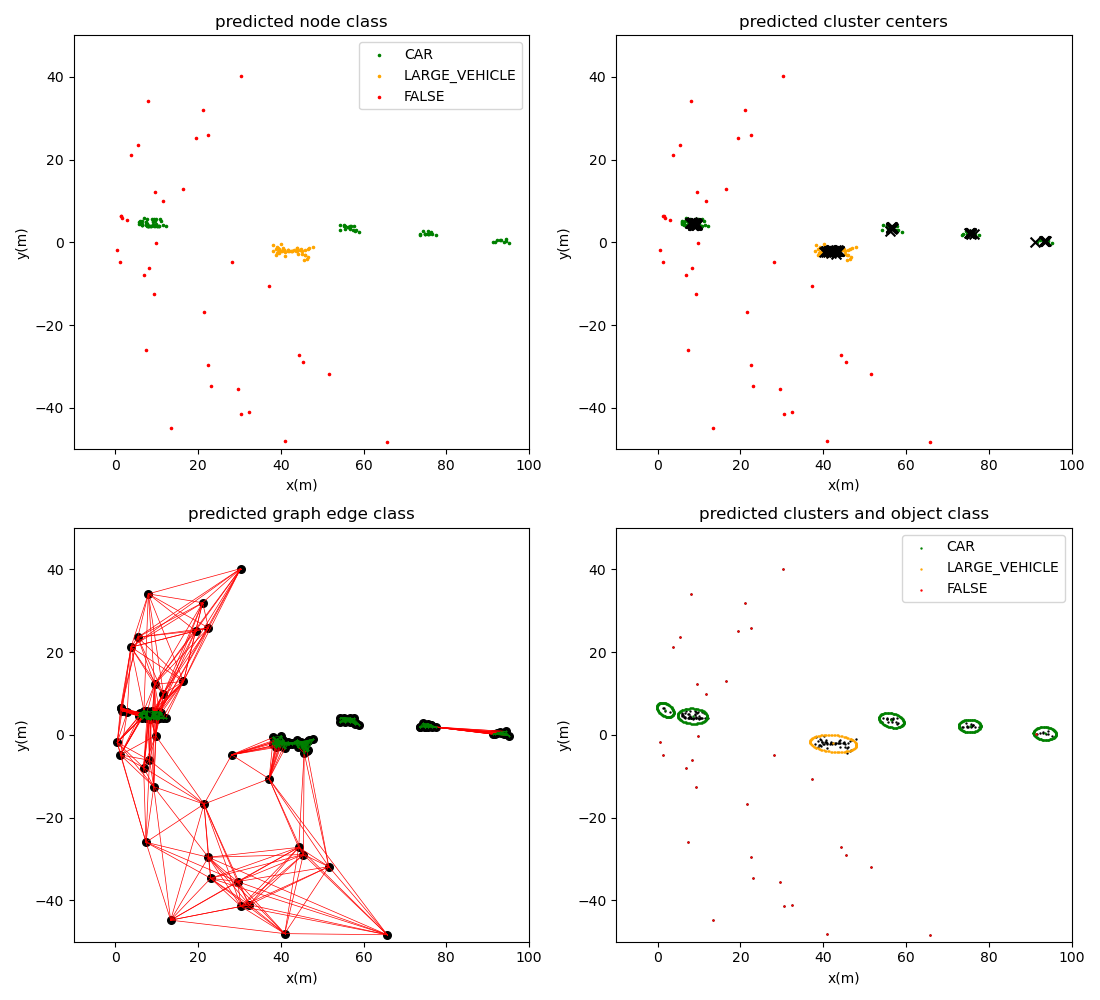 predicted node class
CAR
LARGE_VEHICLE
FALSE
40
20
0
−20
−40
y(m)
0
20
40
60
80
100
x(m)
predicted cluster centers
40
20
0
−20
−40
y(m)
0
20
40
60
80
100
x(m)
predicted graph edge class
40
20
0
−20
−40
y(m)
0
20
40
60
80
100
x(m)
predicted clusters and object class
CAR
LARGE_VEHICLE
FALSE
40
20
0
−20
−40
y(m)
0
20
40
60
80
100
x(m)